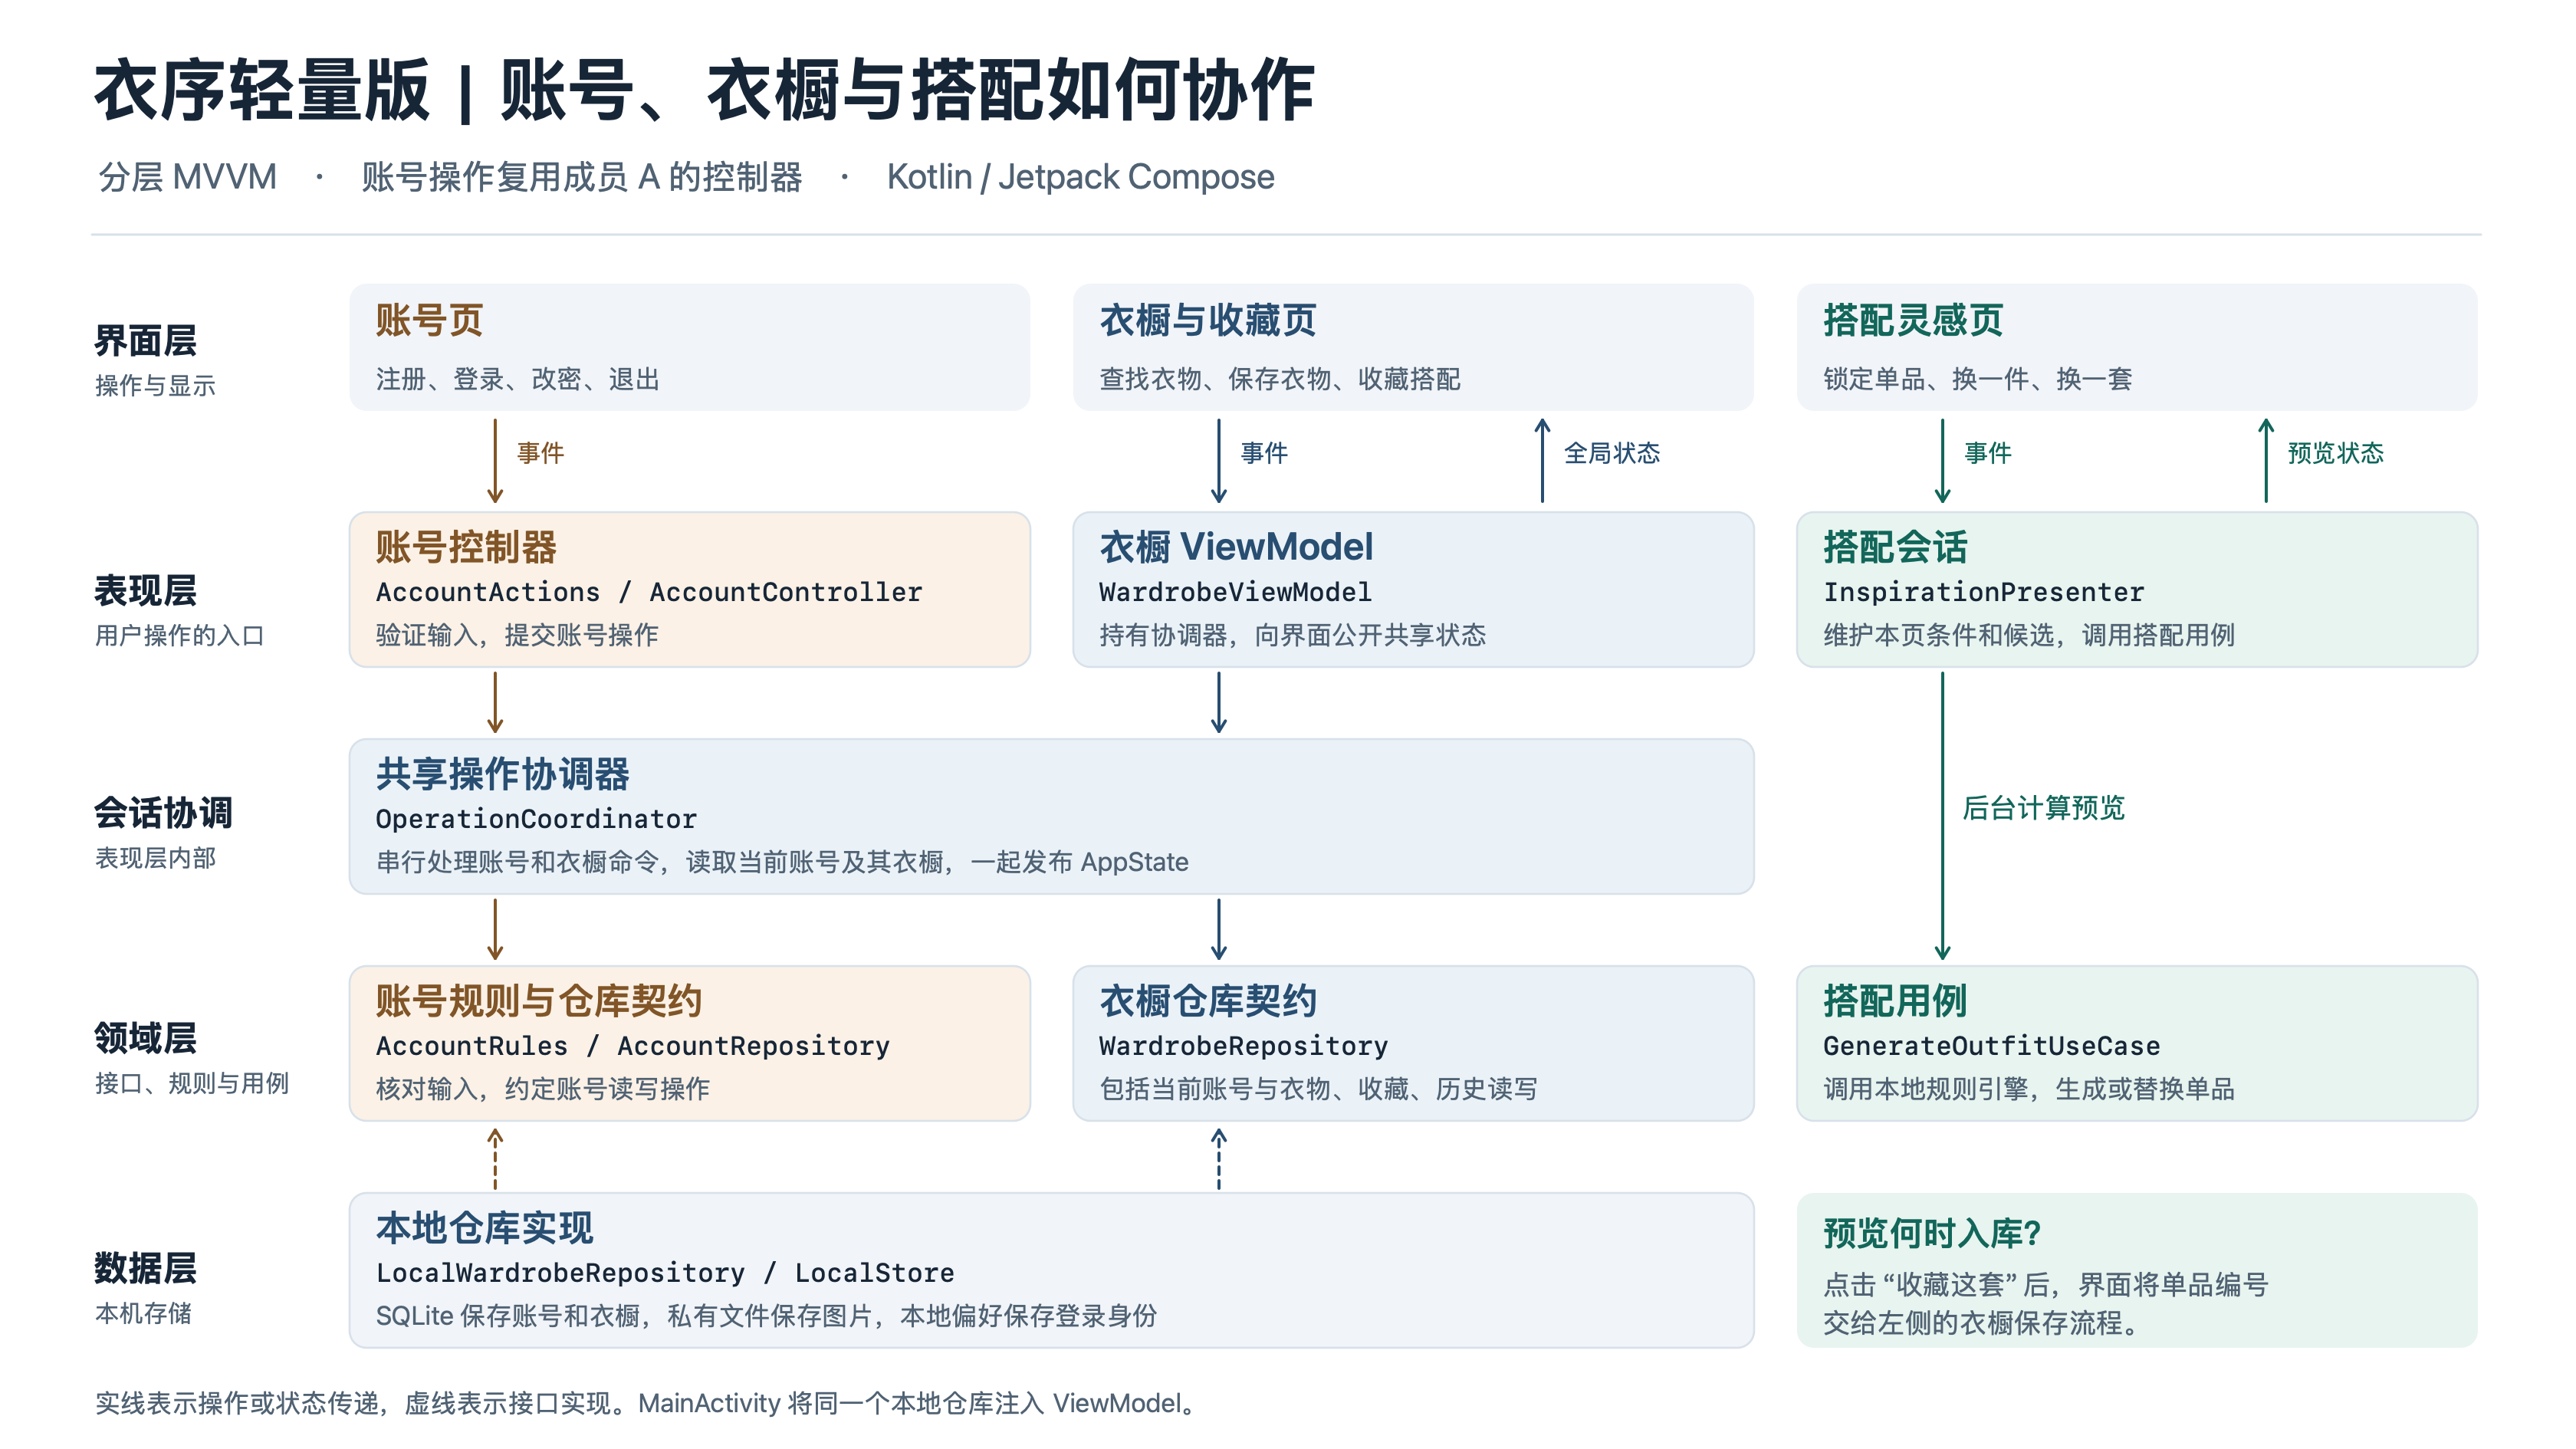 衣序轻量版 | 账号、衣橱与搭配如何协作
分层 MVVM · 账号操作复用成员 A 的控制器 · Kotlin / Jetpack Compose
界面层
操作与显示
账号页
注册、登录、改密、退出
衣橱与收藏页
查找衣物、保存衣物、收藏搭配
搭配灵感页
锁定单品、换一件、换一套
事件
事件
全局状态
事件
预览状态
表现层
用户操作的入口
账号控制器
AccountActions / AccountController
验证输入，提交账号操作
衣橱 ViewModel
WardrobeViewModel
持有协调器，向界面公开共享状态
搭配会话
InspirationPresenter
维护本页条件和候选，调用搭配用例
会话协调
表现层内部
共享操作协调器
OperationCoordinator
串行处理账号和衣橱命令，读取当前账号及其衣橱，一起发布 AppState
后台计算预览
领域层
接口、规则与用例
账号规则与仓库契约
AccountRules / AccountRepository
核对输入，约定账号读写操作
衣橱仓库契约
WardrobeRepository
包括当前账号与衣物、收藏、历史读写
搭配用例
GenerateOutfitUseCase
调用本地规则引擎，生成或替换单品
数据层
本机存储
本地仓库实现
LocalWardrobeRepository / LocalStore
SQLite 保存账号和衣橱，私有文件保存图片，本地偏好保存登录身份
预览何时入库？
点击 “收藏这套” 后，界面将单品编号
交给左侧的衣橱保存流程。
实线表示操作或状态传递，虚线表示接口实现。MainActivity 将同一个本地仓库注入 ViewModel。